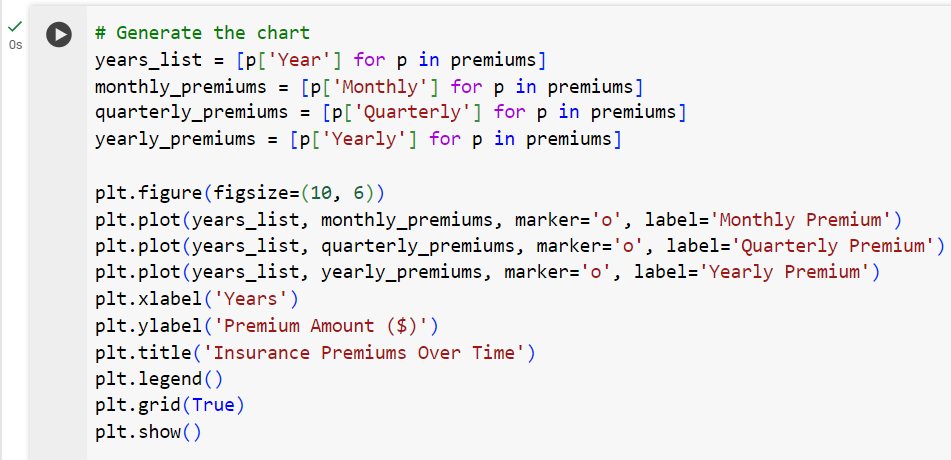 # Generate the chart
0s
years_list = [p['Year'] for p in premiums]
monthly_premiums = [p['Monthly'] for p in premiums]
quarterly_premiums = [p['Quarterly'] for p in premiums]
yearly_premiums = [p['Yearly'] for p in premiums]

plt.figure(figsize=(10, 6))
plt.plot(years_list, monthly_premiums, marker='o', label='Monthly Premium')
plt.plot(years_list, quarterly_premiums, marker='o', label='Quarterly Premium')
plt.plot(years_list, yearly_premiums, marker='o', label='Yearly Premium')
plt.xlabel('Years')
plt.ylabel('Premium Amount ($)')
plt.title('Insurance Premiums Over Time')
plt.legend()
plt.grid(True)
plt.show()